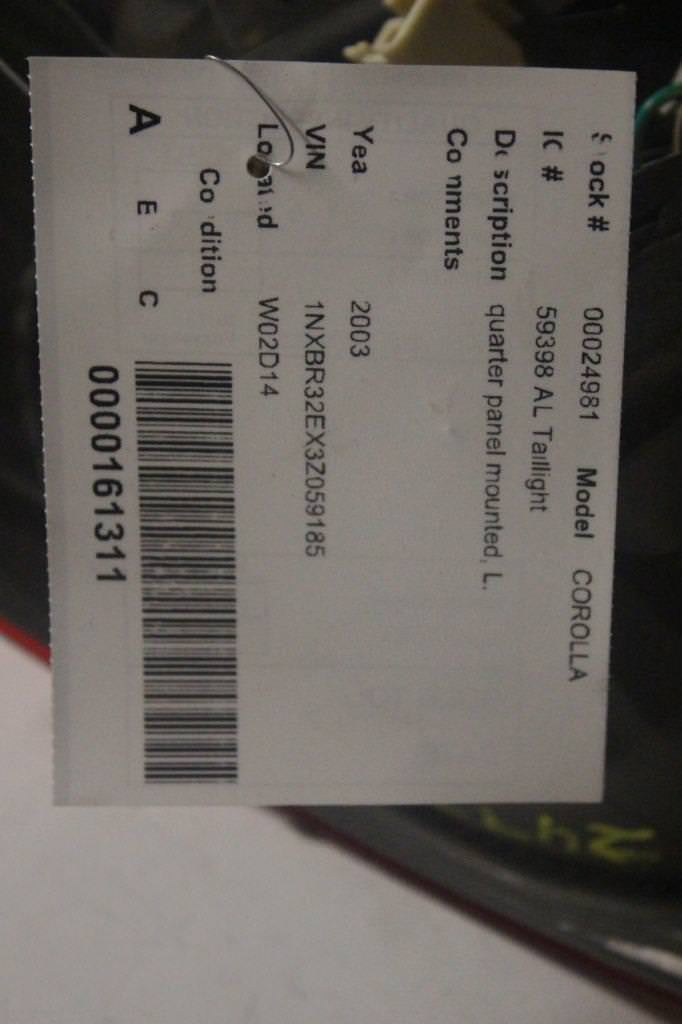 Stock # 00024981 Model COROLLA
IC # 59398 AL Taillight
Description quarter panel mounted, L.
Comments
Year 2003
VIN 1NXBR32EX3Z059185
Located W02D14
Condition
A E C
0000161311